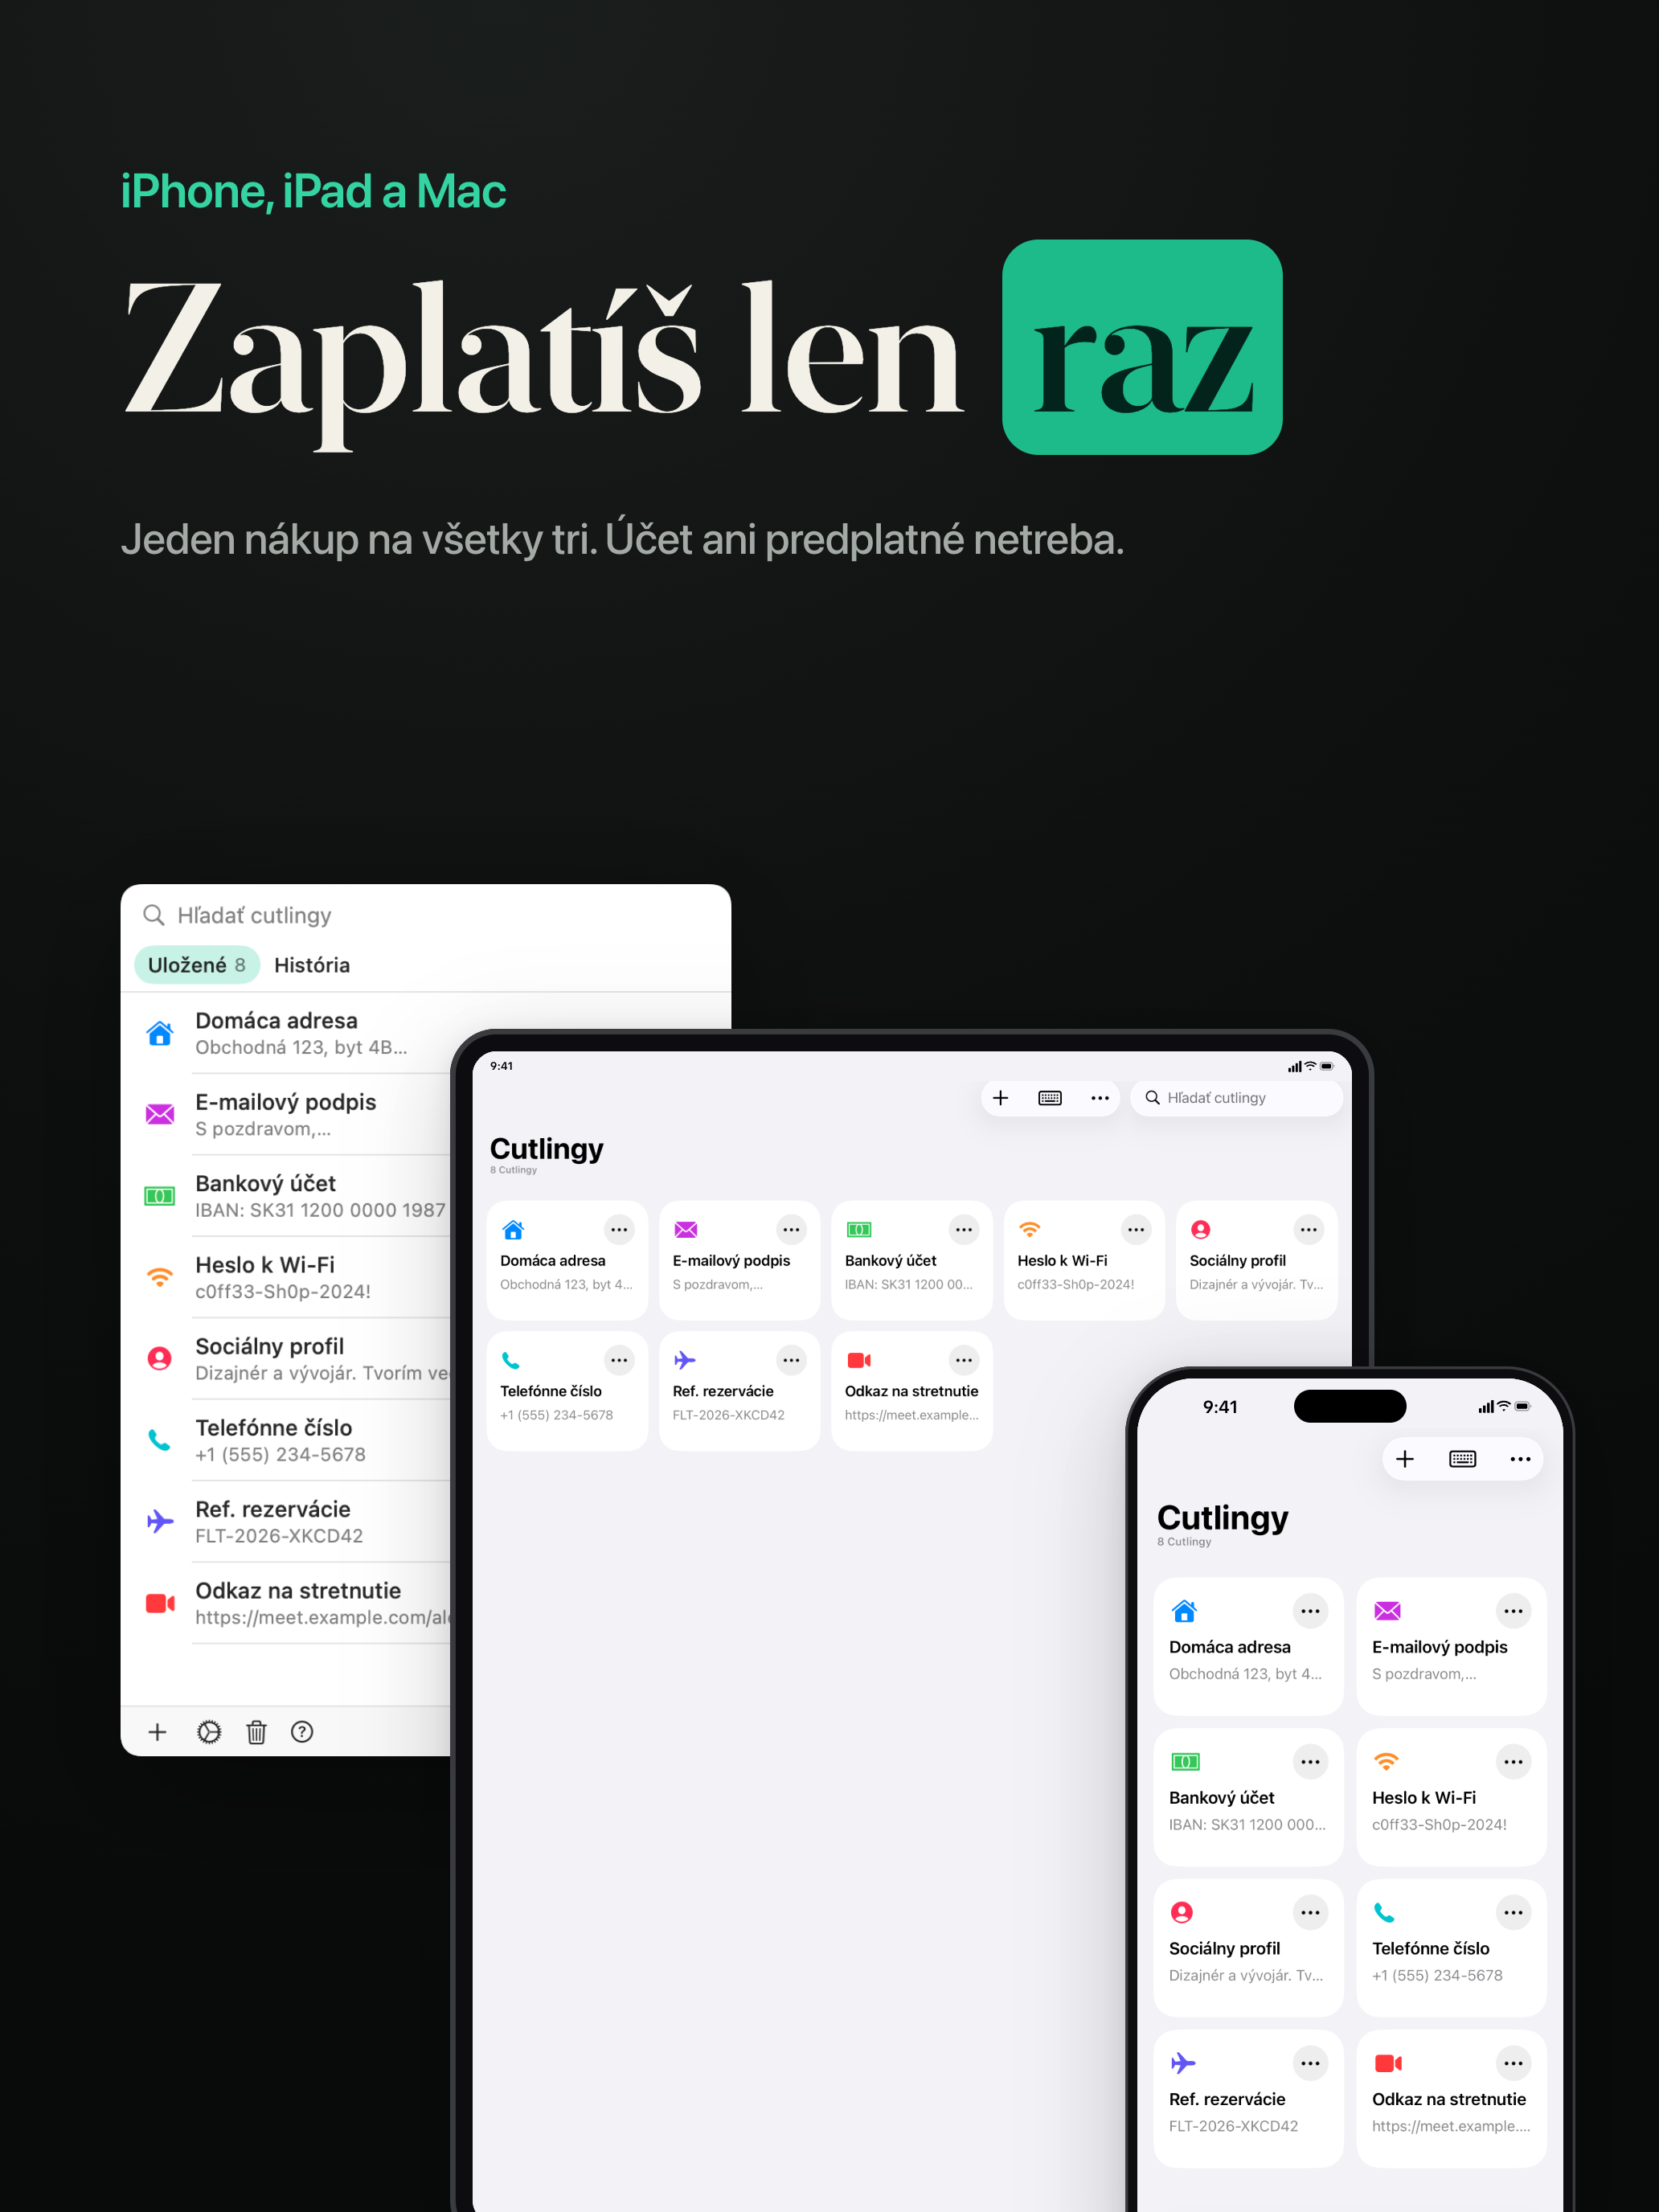 iPhone, iPad a Mac
Zaplatíš len raz
Jeden nákup na všetky tri. Účet ani predplatné netreba.
Hľadať cutlingy
Uložené 8 História
Domáca adresa
Obchodná 123, byt 4B...
E-mailový podpis
S pozdravom,...
Bankový účet
IBAN: SK31 1200 0000 1987
Heslo k Wi-Fi
c0ff33-Sh0p-2024!
Sociálny profil
Dizajnér a vývojár. Tvorím
Telefónne číslo
+1 (555) 234-5678
Ref. rezervácie
FLT-2026-XKCD42
Odkaz na stretnutie
https://meet.example.com/al
9:41
Hľadať cutlingy
Cutlingy
8 Cutlingy
Domáca adresa
Obchodná 123, byt 4...
E-mailový podpis
S pozdravom,...
Bankový účet
IBAN: SK31 1200 00...
Heslo k Wi-Fi
c0ff33-Sh0p-2024!
Sociálny profil
Dizajnér a vývojár. Tv...
Telefónne číslo
+1 (555) 234-5678
Ref. rezervácie
FLT-2026-XKCD42
Odkaz na stretnutie
https://meet.example...
9:41
Cutlingy
8 Cutlingy
Domáca adresa
Obchodná 123, byt 4...
E-mailový podpis
S pozdravom,...
Bankový účet
IBAN: SK31 1200 000...
Heslo k Wi-Fi
c0ff33-Sh0p-2024!
Sociálny profil
Dizajnér a vývojár. Tv...
Telefónne číslo
+1 (555) 234-5678
Ref. rezervácie
FLT-2026-XKCD42
Odkaz na stretnutie
https://meet.example....